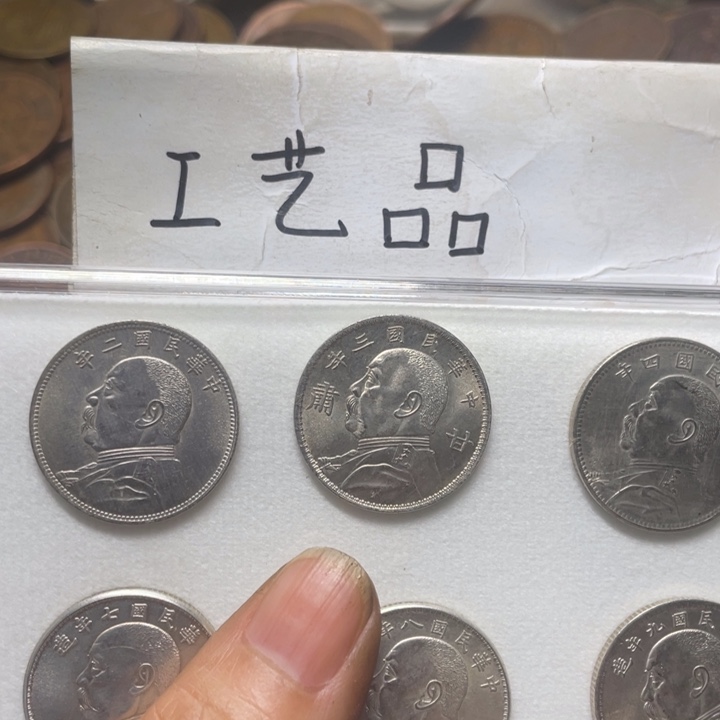 工艺品
中華民國二年
中華民國三年
甘肅
民國四年
華民國七年造
中華民國八年
民國九年造